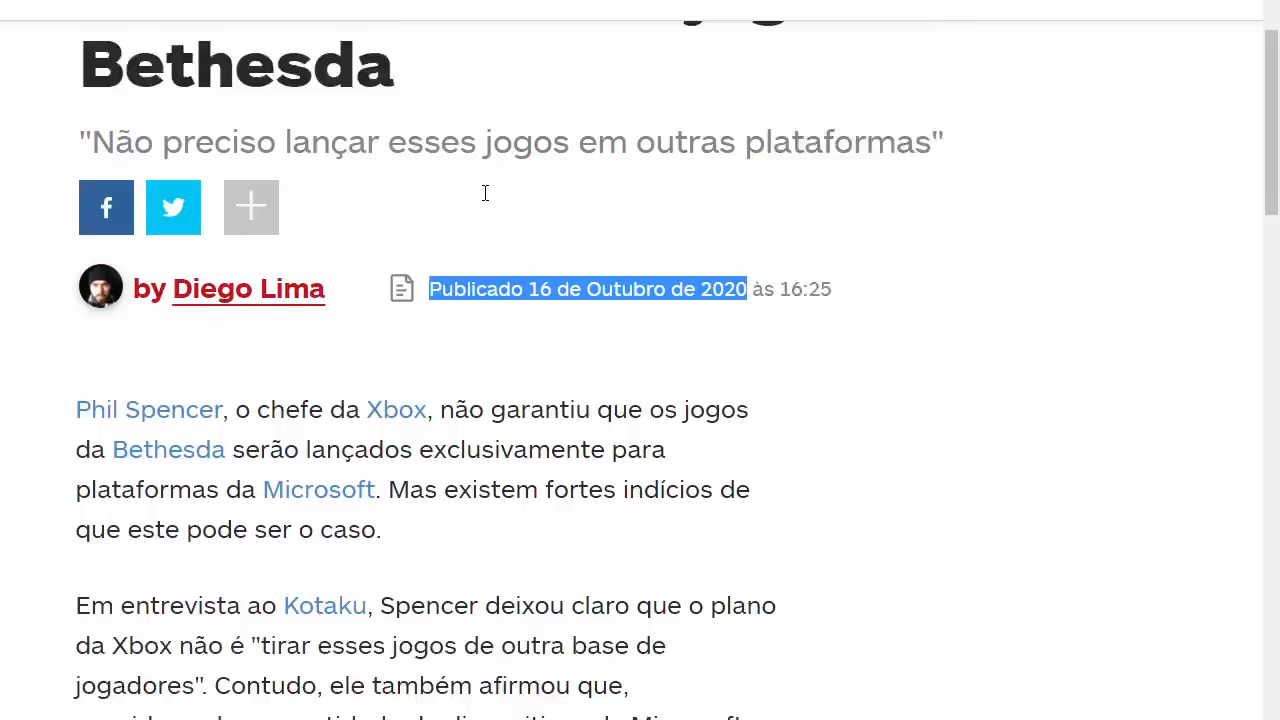 Bethesda
"Não preciso lançar esses jogos em outras plataformas"
by Diego Lima
Publicado 16 de Outubro de 2020 às 16:25
Phil Spencer, o chefe da Xbox, não garantiu que os jogos
da Bethesda serão lançados exclusivamente para
plataformas da Microsoft. Mas existem fortes indícios de
que este pode ser o caso.
Em entrevista ao Kotaku, Spencer deixou claro que o plano
da Xbox não é "tirar esses jogos de outra base de
jogadores". Contudo, ele também afirmou que,